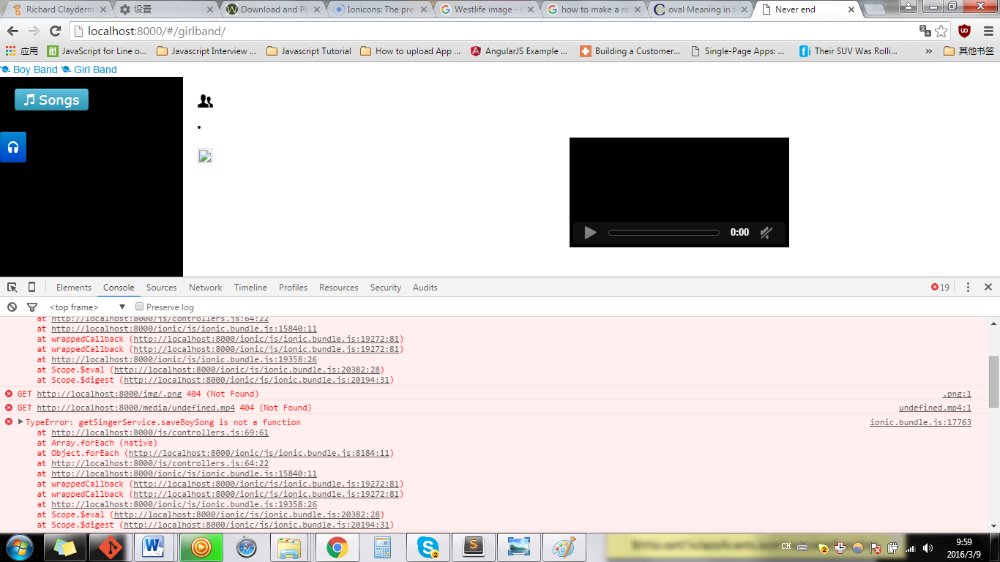 Richard Clayderm
设置
Download and Pl
Ionicons: The pre
Westlife image - G
how to make a ro
oval Meaning in t
Never end
localhost:8000/#/girlband/
应用
JavaScript for Line o...
Javascript Interview ...
Javascript Tutorial
How to upload App ...
AngularJS Example ...
Building a Customer...
Single-Page Apps: ...
Their SUV Was Rolli...
»
其他书签
Boy Band Girl Band
Songs
0:00
Elements Console Sources Network Timeline Profiles Resources Security Audits
19
<top frame> Preserve log
at http://localhost:8000/js/controllers.js:64:22
at http://localhost:8000/ionic/js/ionic.bundle.js:15840:11
at wrappedCallback (http://localhost:8000/ionic/js/ionic.bundle.js:19272:81)
at wrappedCallback (http://localhost:8000/ionic/js/ionic.bundle.js:19272:81)
at http://localhost:8000/ionic/js/ionic.bundle.js:19358:26
at Scope.$eval (http://localhost:8000/ionic/js/ionic.bundle.js:20382:28)
at Scope.$digest (http://localhost:8000/ionic/js/ionic.bundle.js:20194:31)
GET http://localhost:8000/img/.png 404 (Not Found) .png:1
GET http://localhost:8000/media/undefined.mp4 404 (Not Found) undefined.mp4:1
TypeError: getSingerService.saveBoySong is not a function ionic.bundle.js:17763
at http://localhost:8000/js/controllers.js:69:61
at Array.forEach (native)
at Object.forEach (http://localhost:8000/ionic/js/ionic.bundle.js:8184:11)
at http://localhost:8000/js/controllers.js:64:22
at http://localhost:8000/ionic/js/ionic.bundle.js:15840:11
at wrappedCallback (http://localhost:8000/ionic/js/ionic.bundle.js:19272:81)
at wrappedCallback (http://localhost:8000/ionic/js/ionic.bundle.js:19272:81)
at http://localhost:8000/ionic/js/ionic.bundle.js:19358:26
at Scope.$eval (http://localhost:8000/ionic/js/ionic.bundle.js:20382:28)
at Scope.$digest (http://localhost:8000/ionic/js/ionic.bundle.js:20194:31)
CH
9:59
2016/3/9